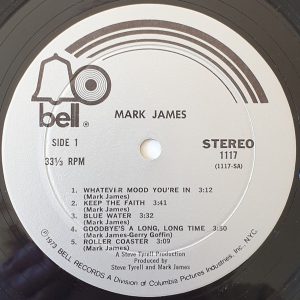 bell®
MARK JAMES
SIDE 1
STEREO
33⅓ RPM
1117
(1117-SA)
1. WHATEVER MOOD YOU'RE IN 3:12
(Mark James)
2. KEEP THE FAITH 3:41
(Mark James)
3. BLUE WATER 3:32
(Mark James)
4. GOODBYE'S A LONG, LONG TIME 3:50
(Mark James-Gerry Goffin)
5. ROLLER COASTER 3:09
(Mark James)
A Steve Tyrell Production
Produced by
Steve Tyrell and Mark James
©1973 BELL RECORDS A Division of Columbia Pictures Industries, Inc. N.Y.C.